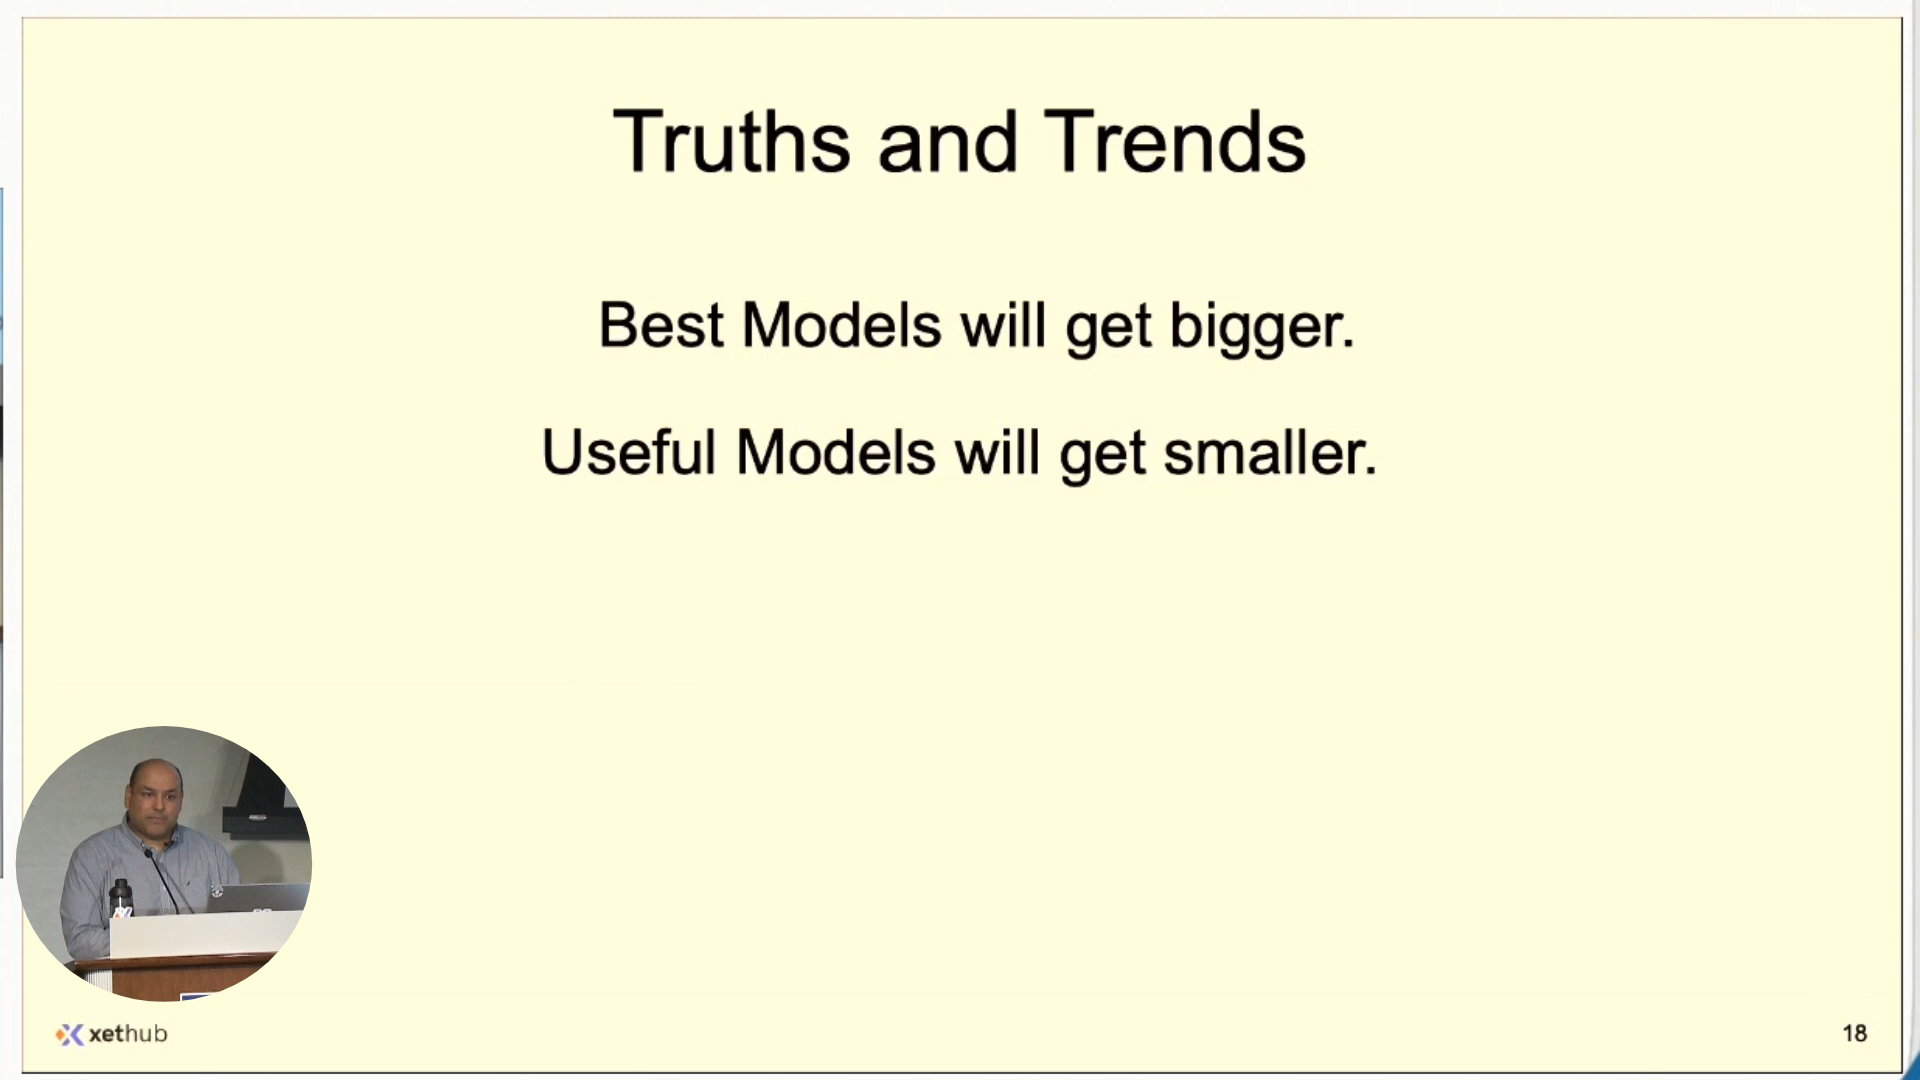 Truths and Trends
Best Models will get bigger.
Useful Models will get smaller.
xethub
18